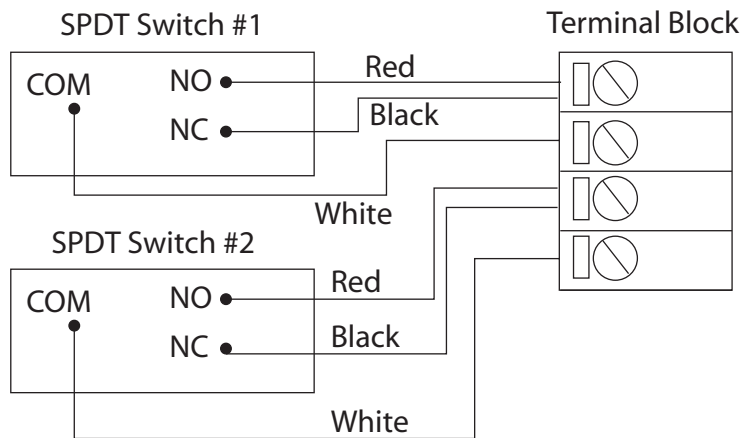 SPDT Switch #1
Terminal Block
COM
NO
Red
NC
Black
White
SPDT Switch #2
COM
NO
Red
NC
Black
White